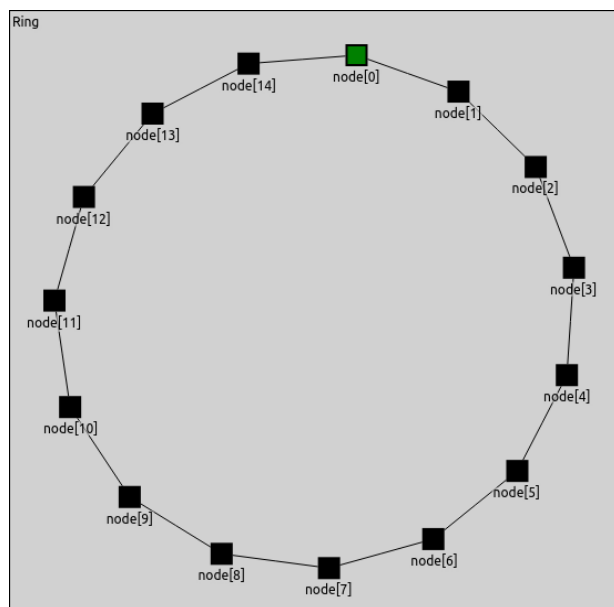 Ring
node[0]
node[1]
node[2]
node[3]
node[4]
node[5]
node[6]
node[7]
node[8]
node[9]
node[10]
node[11]
node[12]
node[13]
node[14]